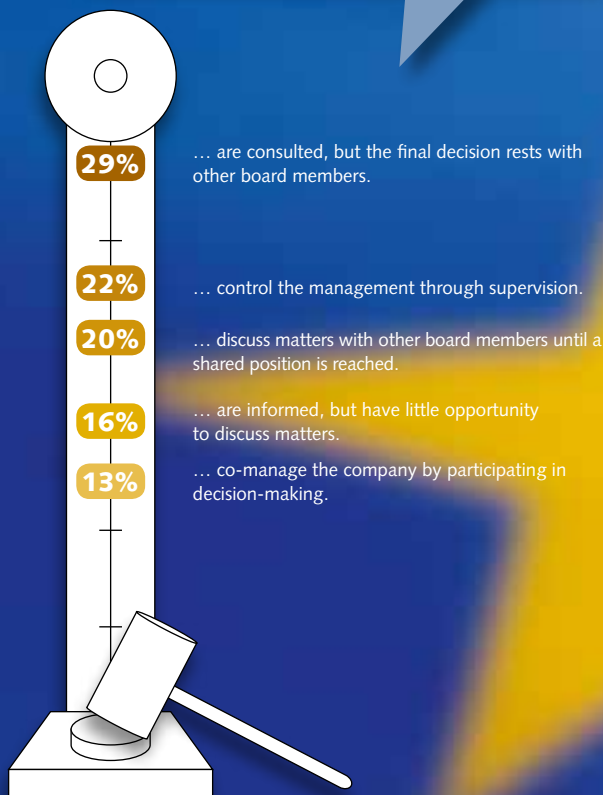 29%
… are consulted, but the final decision rests with
other board members.
22%
… control the management through supervision.
20%
… discuss matters with other board members until a
shared position is reached.
16%
… are informed, but have little opportunity
to discuss matters.
13%
… co-manage the company by participating in
decision-making.